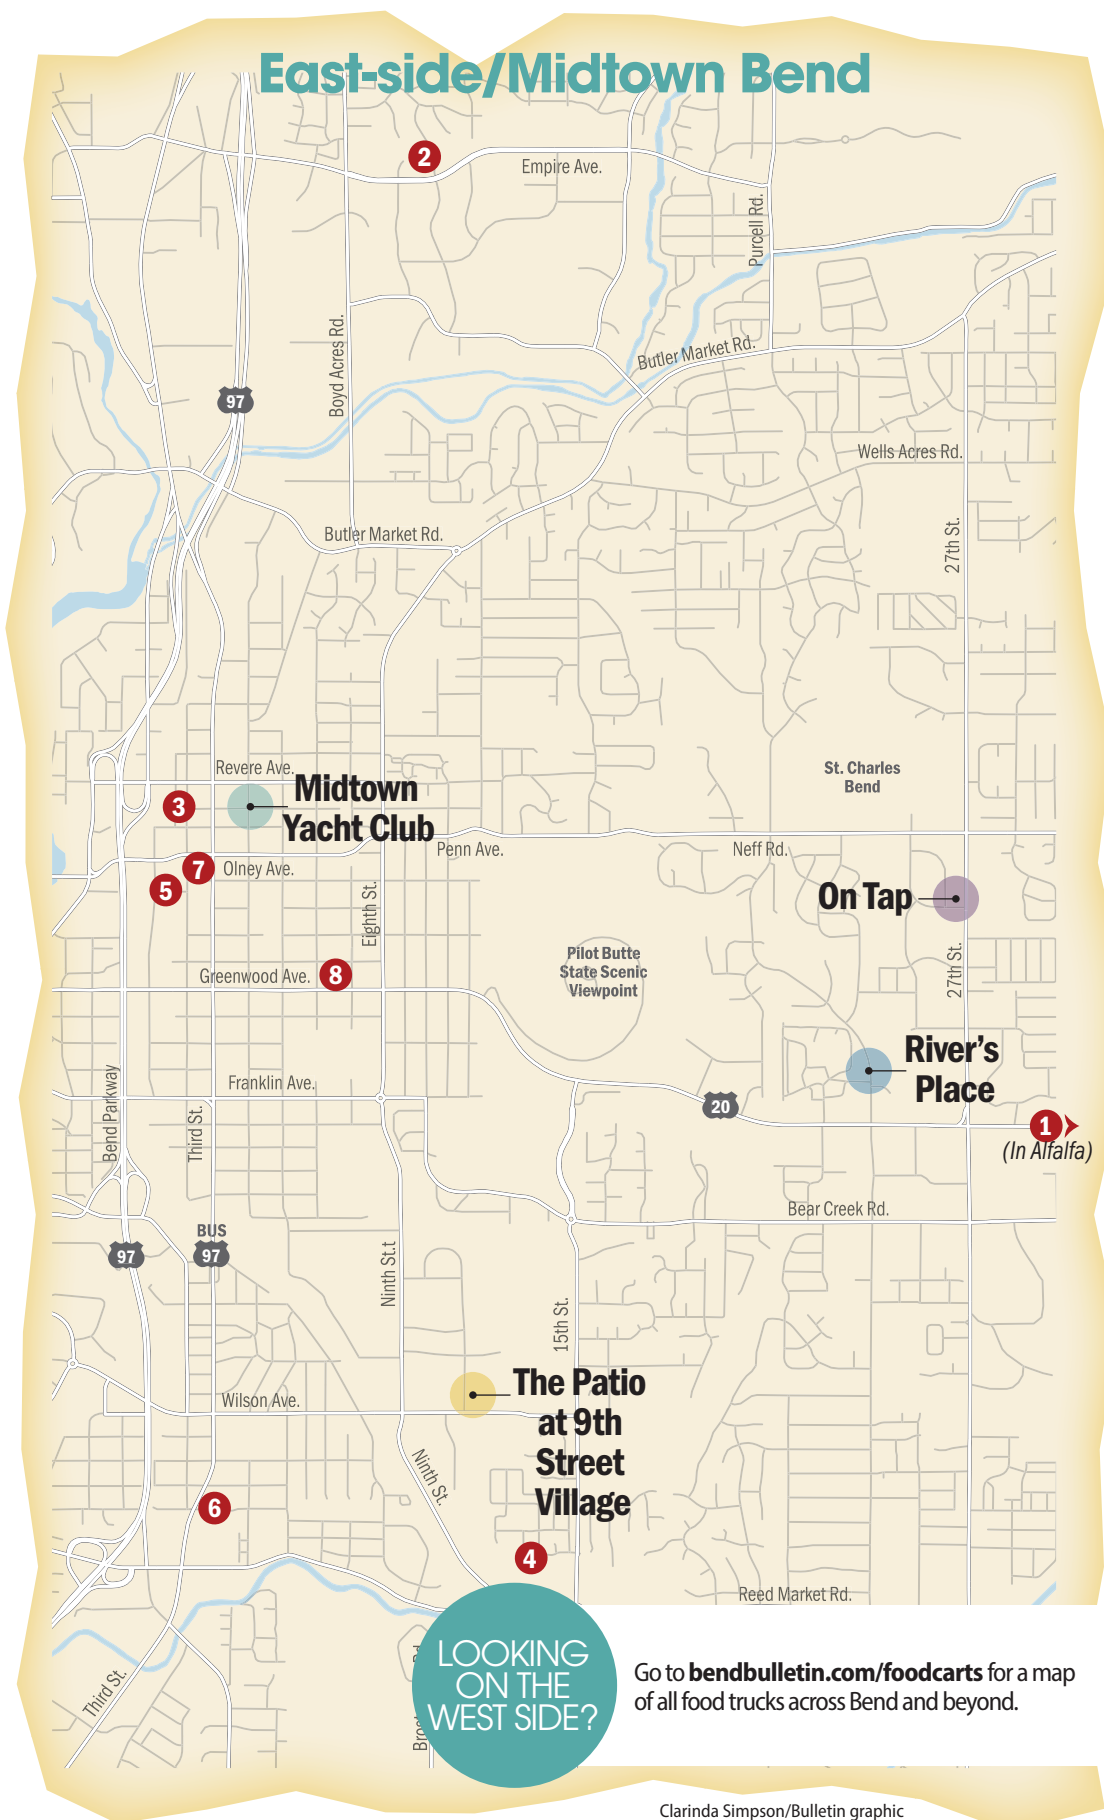 East-side/Midtown Bend
2
Empire Ave.
Purcell Rd.
Boyd Acres Rd.
Butler Market Rd.
97
Wells Acres Rd.
27th St.
Butler Market Rd.
Revere Ave.
St. Charles
Bend
3
Midtown
Yacht Club
Penn Ave.
Neff Rd.
7
Olney Ave.
5
On Tap
Eighth St.
Pilot Butte
State Scenic
Viewpoint
Greenwood Ave.
8
27th St.
River's
Place
Franklin Ave.
Bend Parkway
Third St.
20
1
(In Alfalfa)
Bear Creek Rd.
BUS
97
97
Ninth St.t
15th St.
The Patio
at 9th
Street
Village
Wilson Ave.
Ninth St.
6
4
Reed Market Rd.
Third St.
LOOKING
ON THE
WEST SIDE?
Go to bendbulletin.com/foodcarts for a map
of all food trucks across Bend and beyond.
Clarinda Simpson/Bulletin graphic